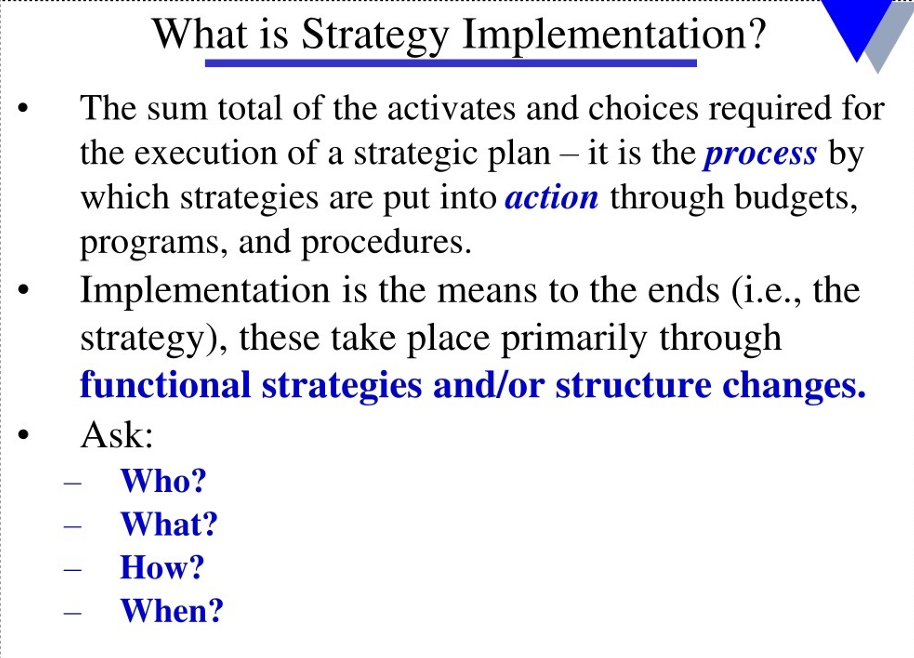 What is Strategy Implementation?
• The sum total of the activates and choices required for
the execution of a strategic plan – it is the process by
which strategies are put into action through budgets,
programs, and procedures.
• Implementation is the means to the ends (i.e., the
strategy), these take place primarily through
functional strategies and/or structure changes.
• Ask:
– Who?
– What?
– How?
– When?